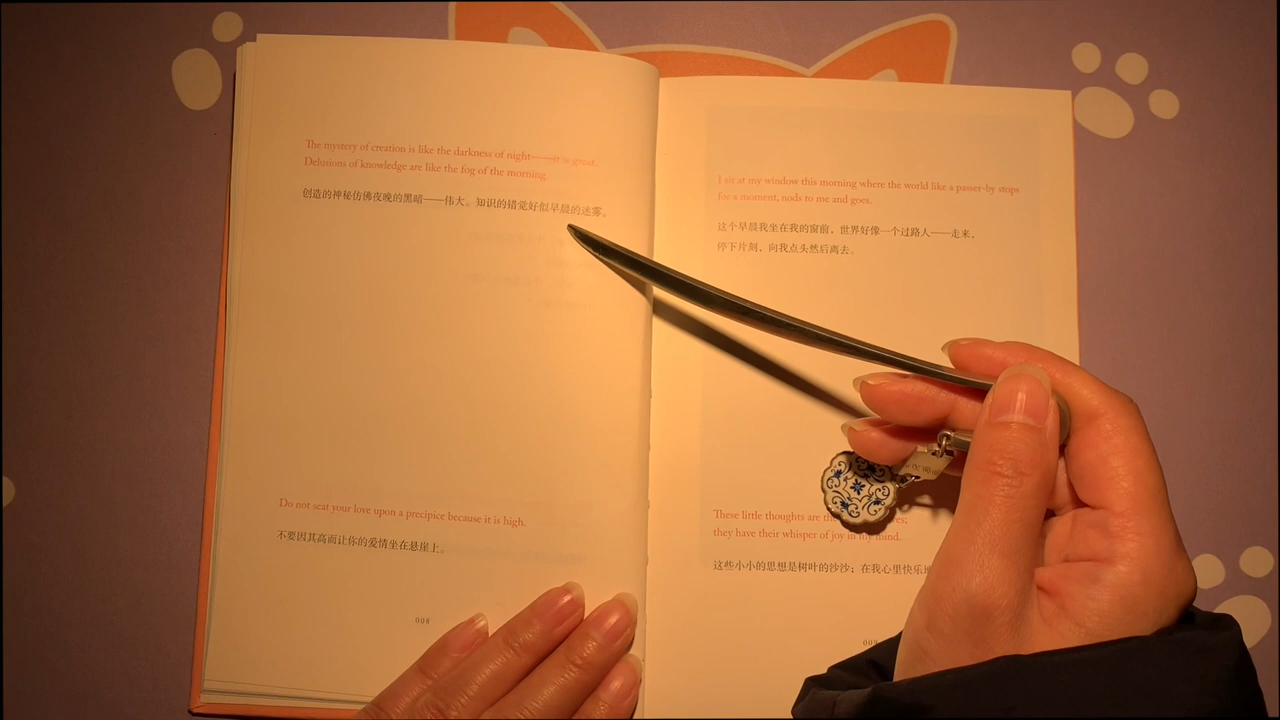 The mystery of creation is like the darkness of night——it is great.
Delusions of knowledge are like the fog of the morning.
创造的神秘仿佛夜晚的黑暗——伟大。知识的错觉好似早晨的迷雾。
Do not seat your love upon a precipice because it is high.
不要因其高而让你的爱情坐在悬崖上。
008
I sit at my window this morning where the world like a passer-by stops
for a moment, nods to me and goes.
这个早晨我坐在我的窗前，世界好像一个过路人——走来，
停下片刻，向我点头然后离去。
These little thoughts are the
they have their whisper of joy in my mind.
这些小小的思想是树叶的沙沙；在我心里快乐地
00